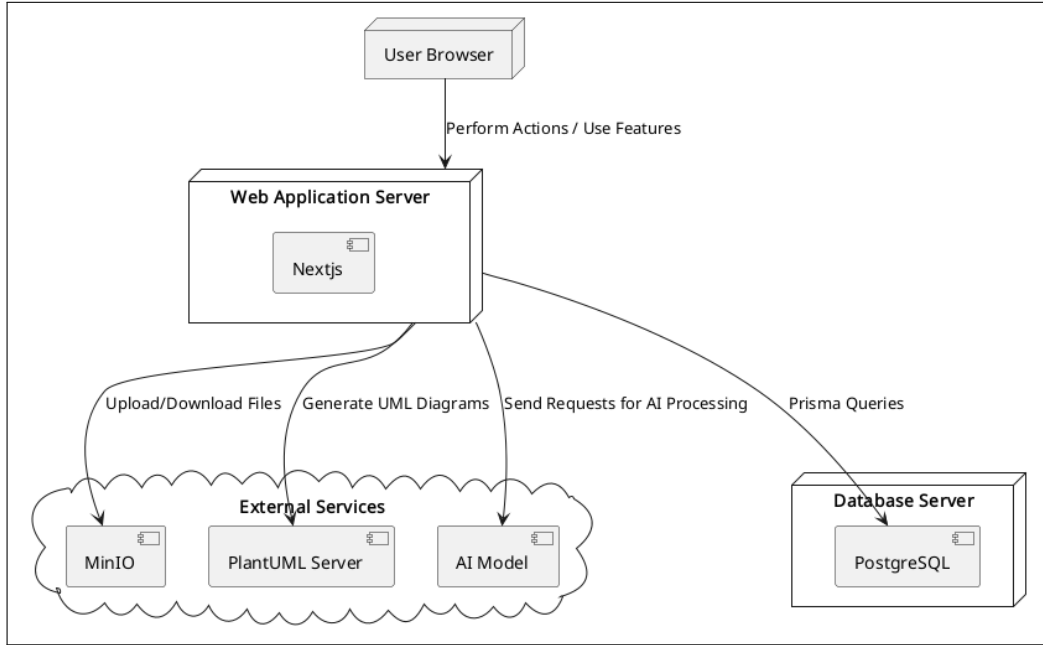 User Browser
Perform Actions / Use Features
Web Application Server
Nextjs
Upload/Download Files
Generate UML Diagrams
Send Requests for AI Processing
Prisma Queries
External Services
Database Server
MinIO
PlantUML Server
AI Model
PostgreSQL